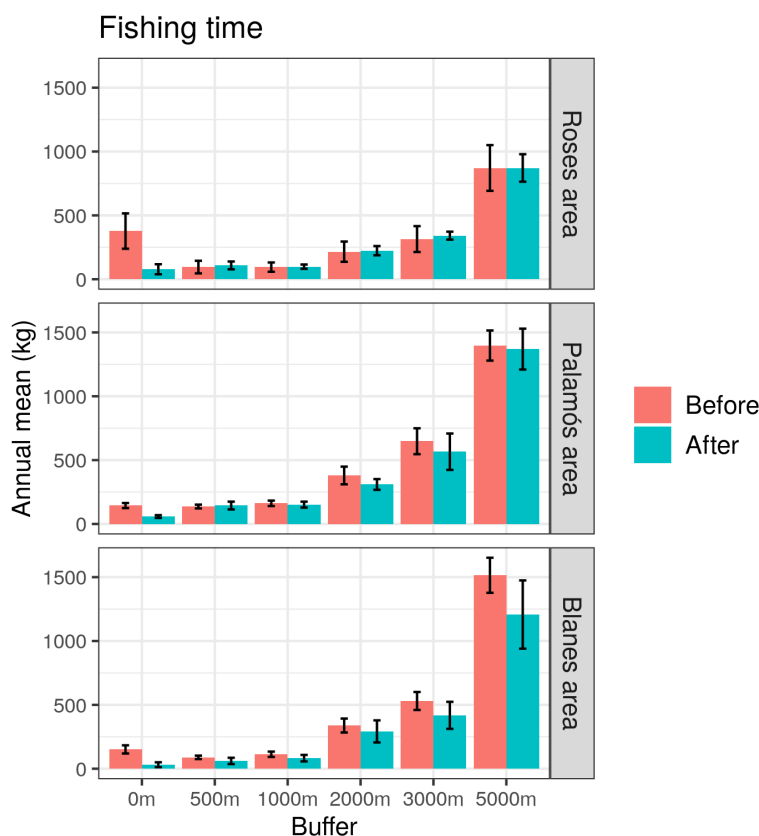 Fishing time
Annual mean (kg)
1500
1000
500
0
Roses area
1500
1000
500
0
Palamós area
1500
1000
500
0
Blanes area
0m 500m 1000m 2000m 3000m 5000m
Buffer
Before
After